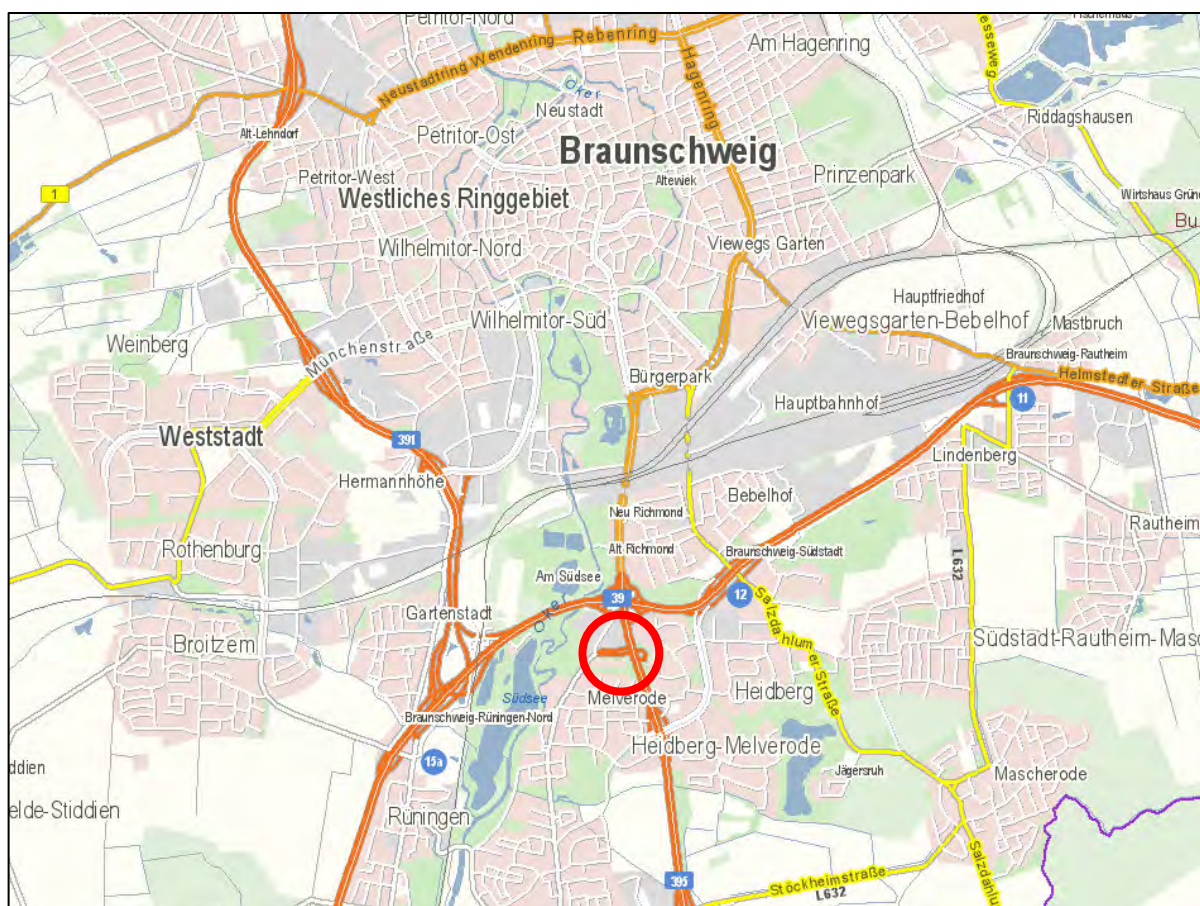 Petritor-Nord
Fischerhaus
Neustadtring
Wendenring
Rebenring
Am Hagenring
Hagenring
Oker
Neustadt
Alt-Lehndorf
Petritor-Ost
Riddagshausen
Braunschweig
Petritor-West
Altewiek
Prinzenpark
1
Westliches Ringgebiet
Wirtshaus Grün
Bu
Wilhelmitor-Nord
Viewegs Garten
Hauptfriedhof
Wilhelmitor-Süd
Viewegsgarten-Bebelhof
Mastbruch
Weinberg
Münchenstraße
Braunschweig-Rautheim
Bürgerpark
Helmstedter Straße
Hauptbahnhof
11
Weststadt
391
Lindenberg
Hermannhöhe
Bebelhof
Neu Richmond
Rautheim
Rothenburg
Alt Richmond
Braunschweig-Südstadt
L632
Am Südsee
39
12
Gartenstadt
Oke
Salzdahlumer Straße
Broitzem
Südstadt-Rautheim-Mas
Südsee
Melverode
Heidberg
Braunschweig-Rüningen-Nord
Heidberg-Melverode
15a
Jägersruh
Mascherode
ddien
elde-Stiddien
Rüningen
395
Stöckheimstraße
L632
Salzdahlu